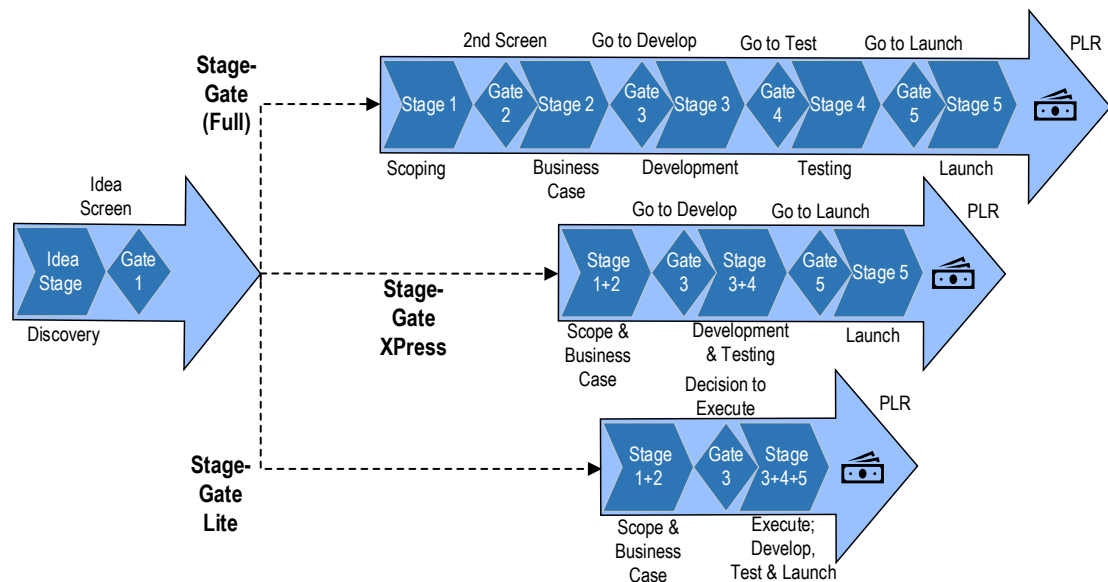 2nd Screen
Go to Develop
Go to Test
Go to Launch
PLR
Stage-
Gate
(Full)
Stage 1
Gate
2
Stage 2
Gate
3
Stage 3
Gate
4
Stage 4
Gate
5
Stage 5
Scoping
Business
Case
Development
Testing
Launch
Idea
Screen
Idea
Stage
Gate
1
Discovery
Go to Develop
Go to Launch
PLR
Stage-
Gate
XPress
Stage
1+2
Gate
3
Stage
3+4
Gate
5
Stage 5
Scope &
Business
Case
Development
& Testing
Launch
Decision to
Execute
PLR
Stage-
Gate
Lite
Stage
1+2
Gate
3
Stage
3+4+5
Scope &
Business
Case
Execute;
Develop,
Test & Launch